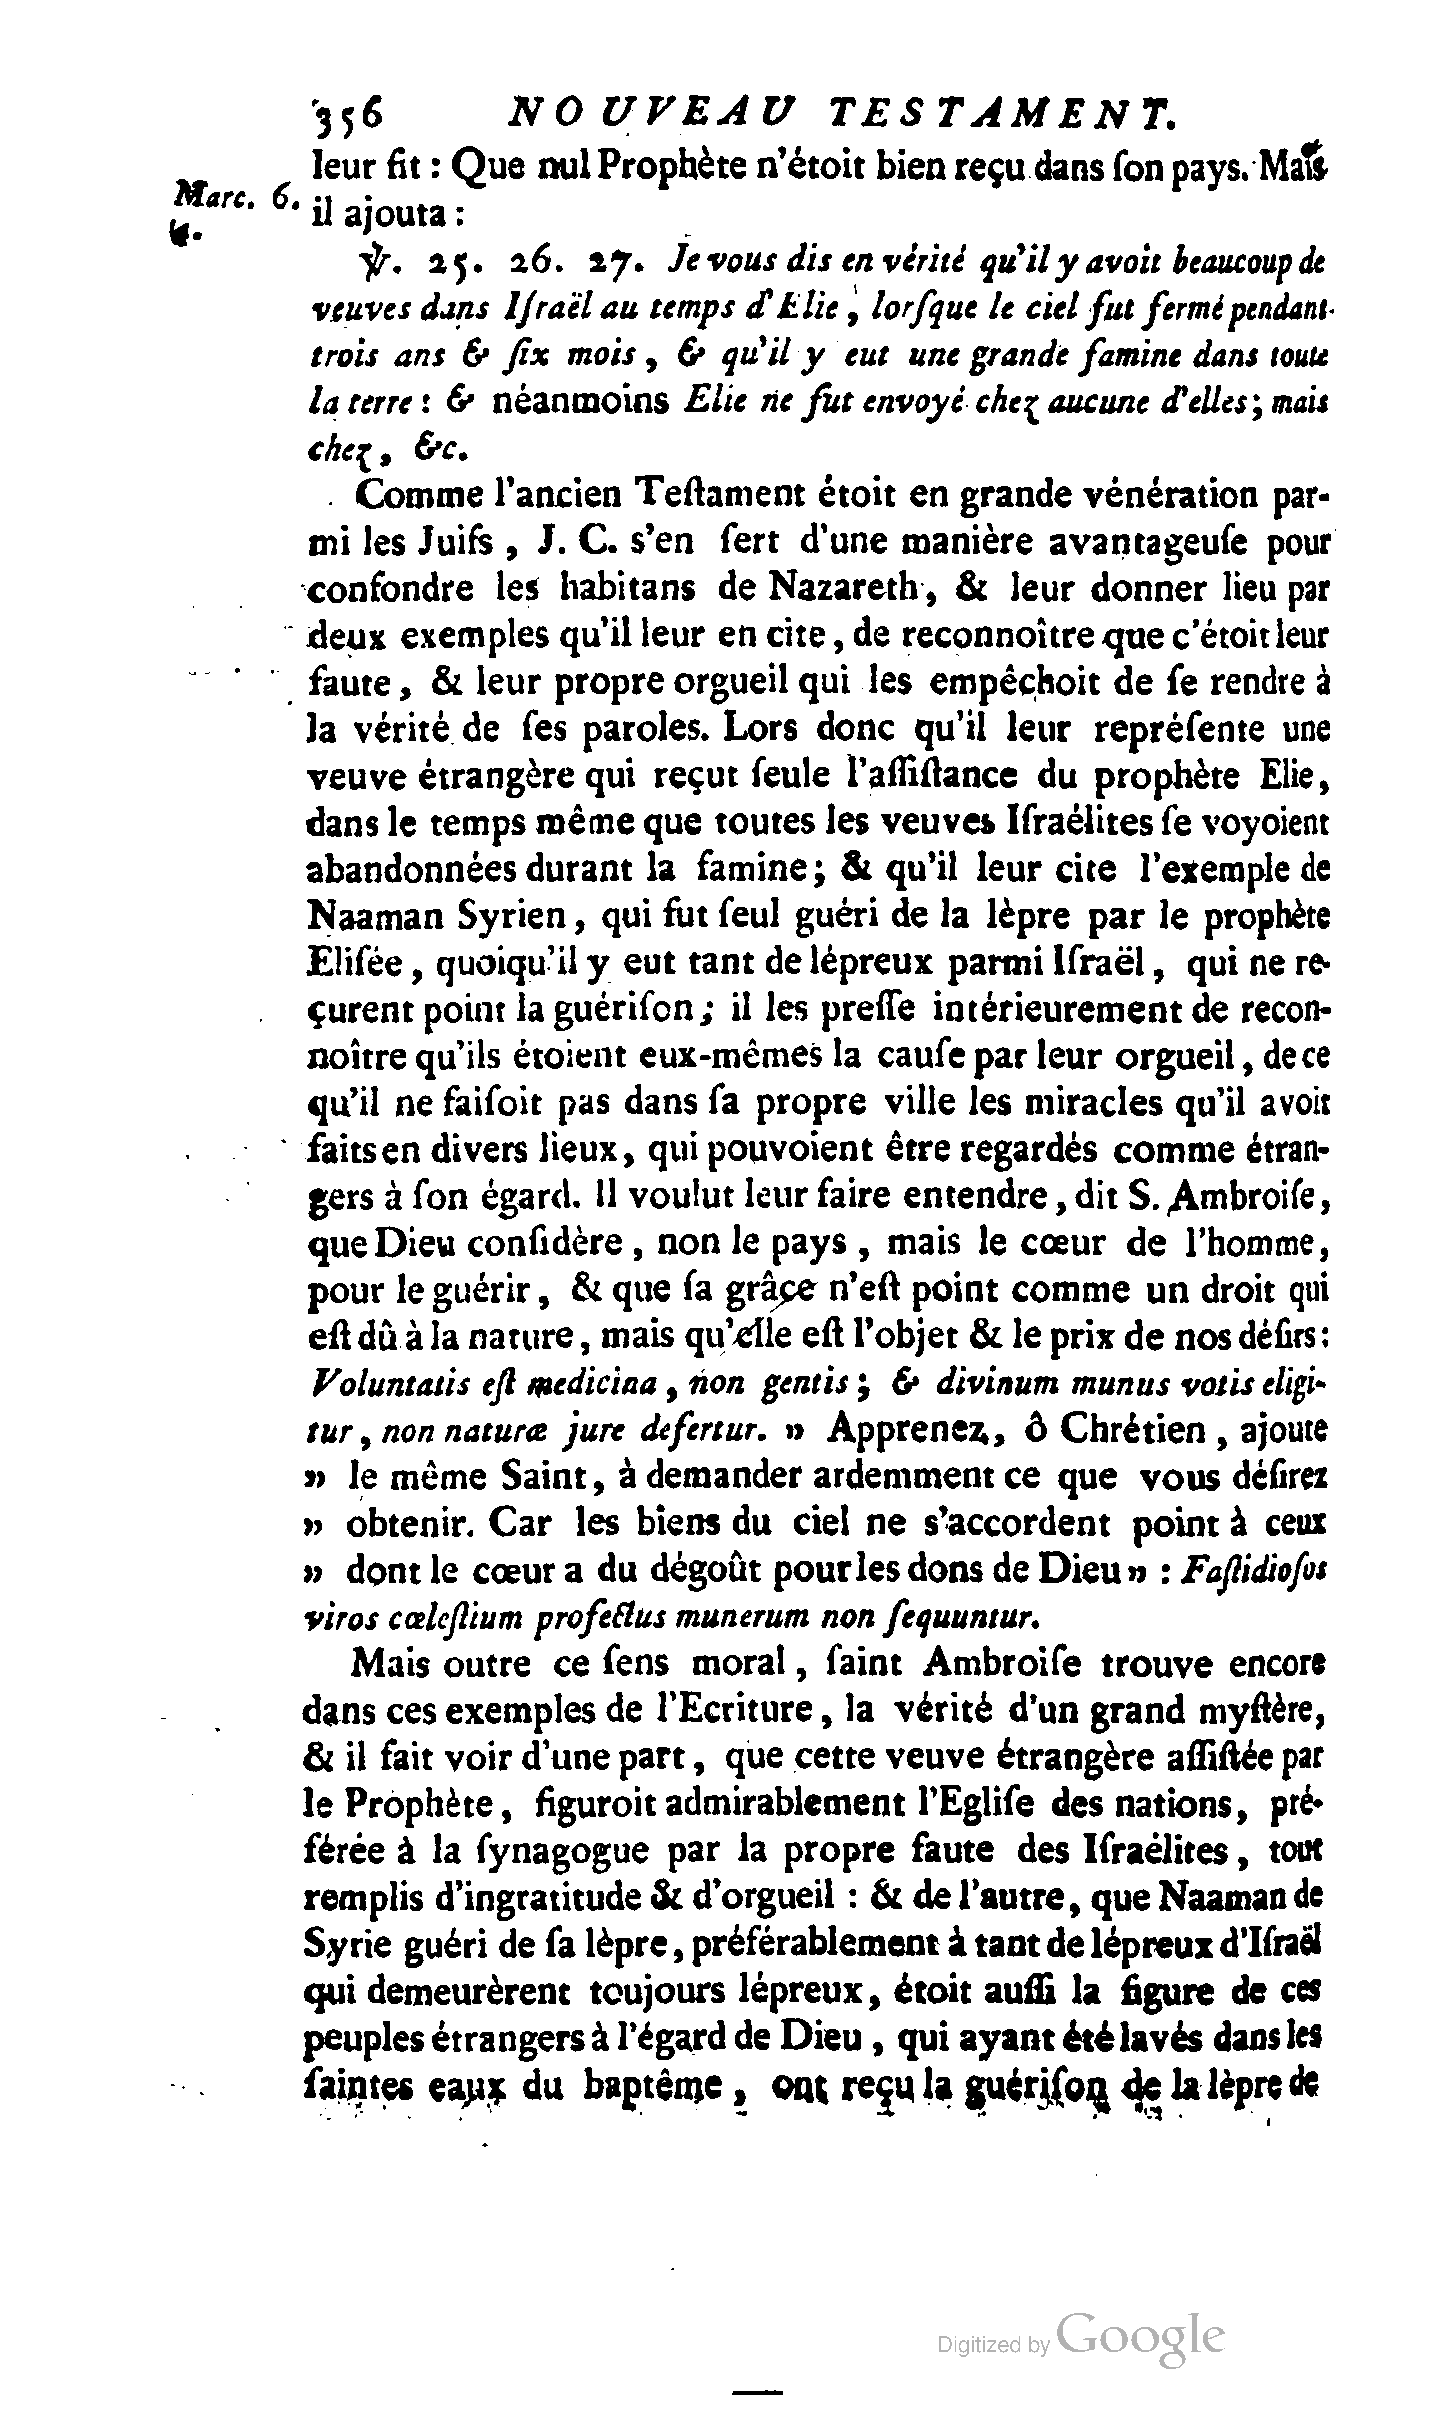 356 NOUVEAU TESTAMENT.
leur fit : Que nul Prophète n'étoit bien reçu dans ſon pays. Mais
Marc. 6.
4.
il ajouta :
℣. 25. 26. 27. Je vous dis en vérité qu'il y avoit beaucoup de
veuves dans Iſraël au temps d'Elie, lorſque le ciel fut fermé pendant
trois ans & ſix mois, & qu'il y eut une grande famine dans toute
la terre : & néanmoins Elie ne fut envoyé chez aucune d'elles ; mais
chez, &c.
Comme l'ancien Teſtament étoit en grande vénération par-
mi les Juifs, J. C. s'en ſert d'une manière avantageuſe pour
confondre les habitans de Nazareth, & leur donner lieu par
deux exemples qu'il leur en cite, de reconnoître que c'étoit leur
faute, & leur propre orgueil qui les empêchoit de ſe rendre à
la vérité de ſes paroles. Lors donc qu'il leur repréſente une
veuve étrangère qui reçut ſeule l'aſſiſtance du prophète Elie,
dans le temps même que toutes les veuves Iſraélites ſe voyoient
abandonnées durant la famine ; & qu'il leur cite l'exemple de
Naaman Syrien, qui fut ſeul guéri de la lèpre par le prophète
Eliſée, quoiqu'il y eut tant de lépreux parmi Iſraël, qui ne re-
çurent point la guériſon ; il les preſſe intérieurement de recon-
noître qu'ils étoient eux-mêmes la cauſe par leur orgueil, de ce
qu'il ne faiſoit pas dans ſa propre ville les miracles qu'il avoit
faits en divers lieux, qui pouvoient être regardés comme étran-
gers à ſon égard. Il voulut leur faire entendre, dit S. Ambroiſe,
que Dieu conſidère, non le pays, mais le cœur de l'homme,
pour le guérir, & que ſa grâce n'eſt point comme un droit qui
eſt dû à la nature, mais qu'elle eſt l'objet & le prix de nos déſirs :
Voluntatis eſt medicina, non gentis ; & divinum munus votis eligi-
tur, non naturæ jure defertur. » Apprenez, ô Chrétien, ajoute
» le même Saint, à demander ardemment ce que vous déſirez
» obtenir. Car les biens du ciel ne s'accordent point à ceux
» dont le cœur a du dégoût pour les dons de Dieu » : Faſtidioſos
viros cœleſtium profectus munerum non ſequuntur.
Mais outre ce ſens moral, ſaint Ambroiſe trouve encore
dans ces exemples de l'Ecriture, la vérité d'un grand myſtère,
& il fait voir d'une part, que cette veuve étrangère aſſiſtée par
le Prophète, figuroit admirablement l'Egliſe des nations, pré-
férée à la ſynagogue par la propre faute des Iſraélites, tout
remplis d'ingratitude & d'orgueil : & de l'autre, que Naaman de
Syrie guéri de ſa lèpre, préférablement à tant de lépreux d'Iſraël
qui demeurèrent toujours lépreux, étoit auſſi la figure de ces
peuples étrangers à l'égard de Dieu, qui ayant été lavés dans les
ſaintes eaux du baptême, ont reçu la guériſon de la lèpre de
Digitized by Google